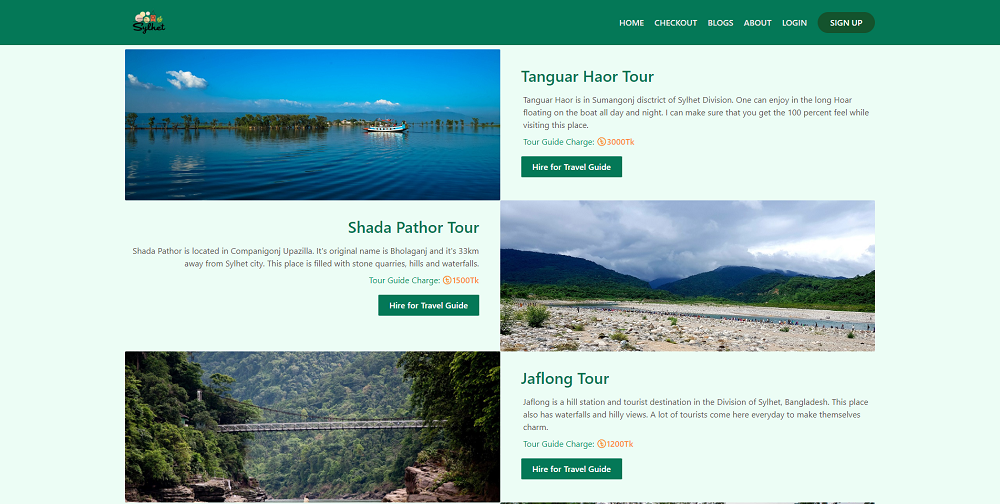 Sylhet
HOME CHECKOUT BLOGS ABOUT LOGIN SIGN UP
Tanguar Haor Tour
Tanguar Haor is in Sumangonj disctrict of Sylhet Division. One can enjoy in the long Hoar
floating on the boat all day and night. I can make sure that you get the 100 percent feel while
visiting this place.
Tour Guide Charge: 3000Tk
Hire for Travel Guide
Shada Pathor Tour
Shada Pathor is located in Companigonj Upazilla. It's original name is Bholaganj and it's 33km
away from Sylhet city. This place is filled with stone quarries, hills and waterfalls.
Tour Guide Charge: 1500Tk
Hire for Travel Guide
Jaflong Tour
Jaflong is a hill station and tourist destination in the Division of Sylhet, Bangladesh. This place
also has waterfalls and hilly views. A lot of tourists come here everyday to make themselves
charm.
Tour Guide Charge: 1200Tk
Hire for Travel Guide